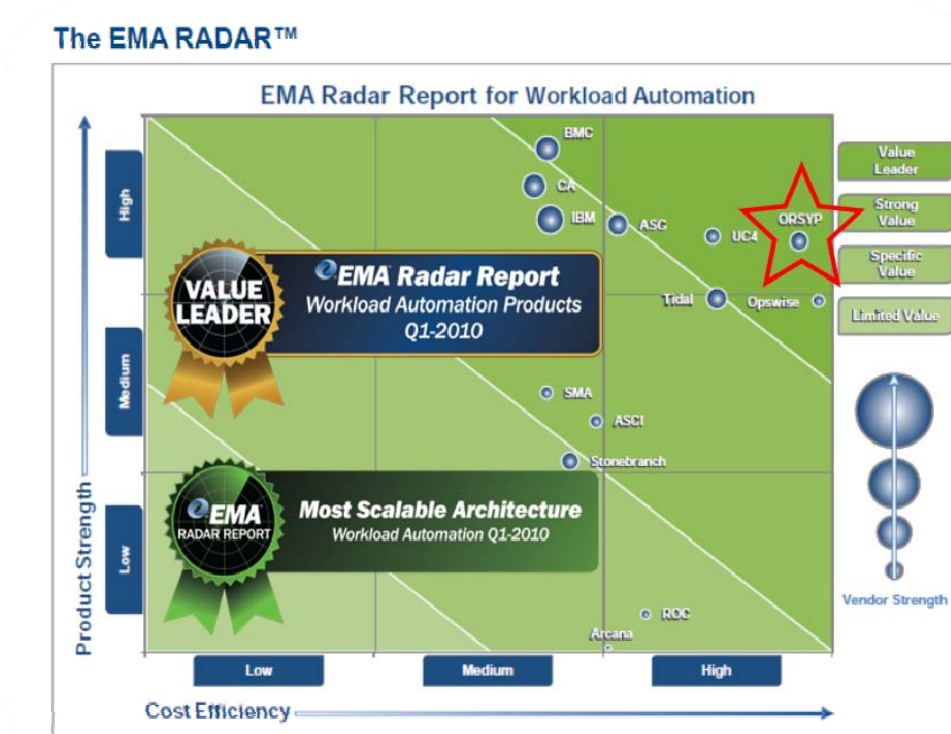 The EMA RADAR™
EMA Radar Report for Workload Automation
BMC
CA
IBM
ASG
UC4
ORSYP
Tidal
Opswise
SMA
ASCI
Stonebranch
ROC
Arcana
VALUE
LEADER
EMA Radar Report
Workload Automation Products
Q1-2010
EMA
RADAR REPORT
Most Scalable Architecture
Workload Automation Q1-2010
Value
Leader
Strong
Value
Specific
Value
Limited Value
Vendor Strength
High
Medium
Low
Product Strength
Low
Medium
High
Cost Efficiency